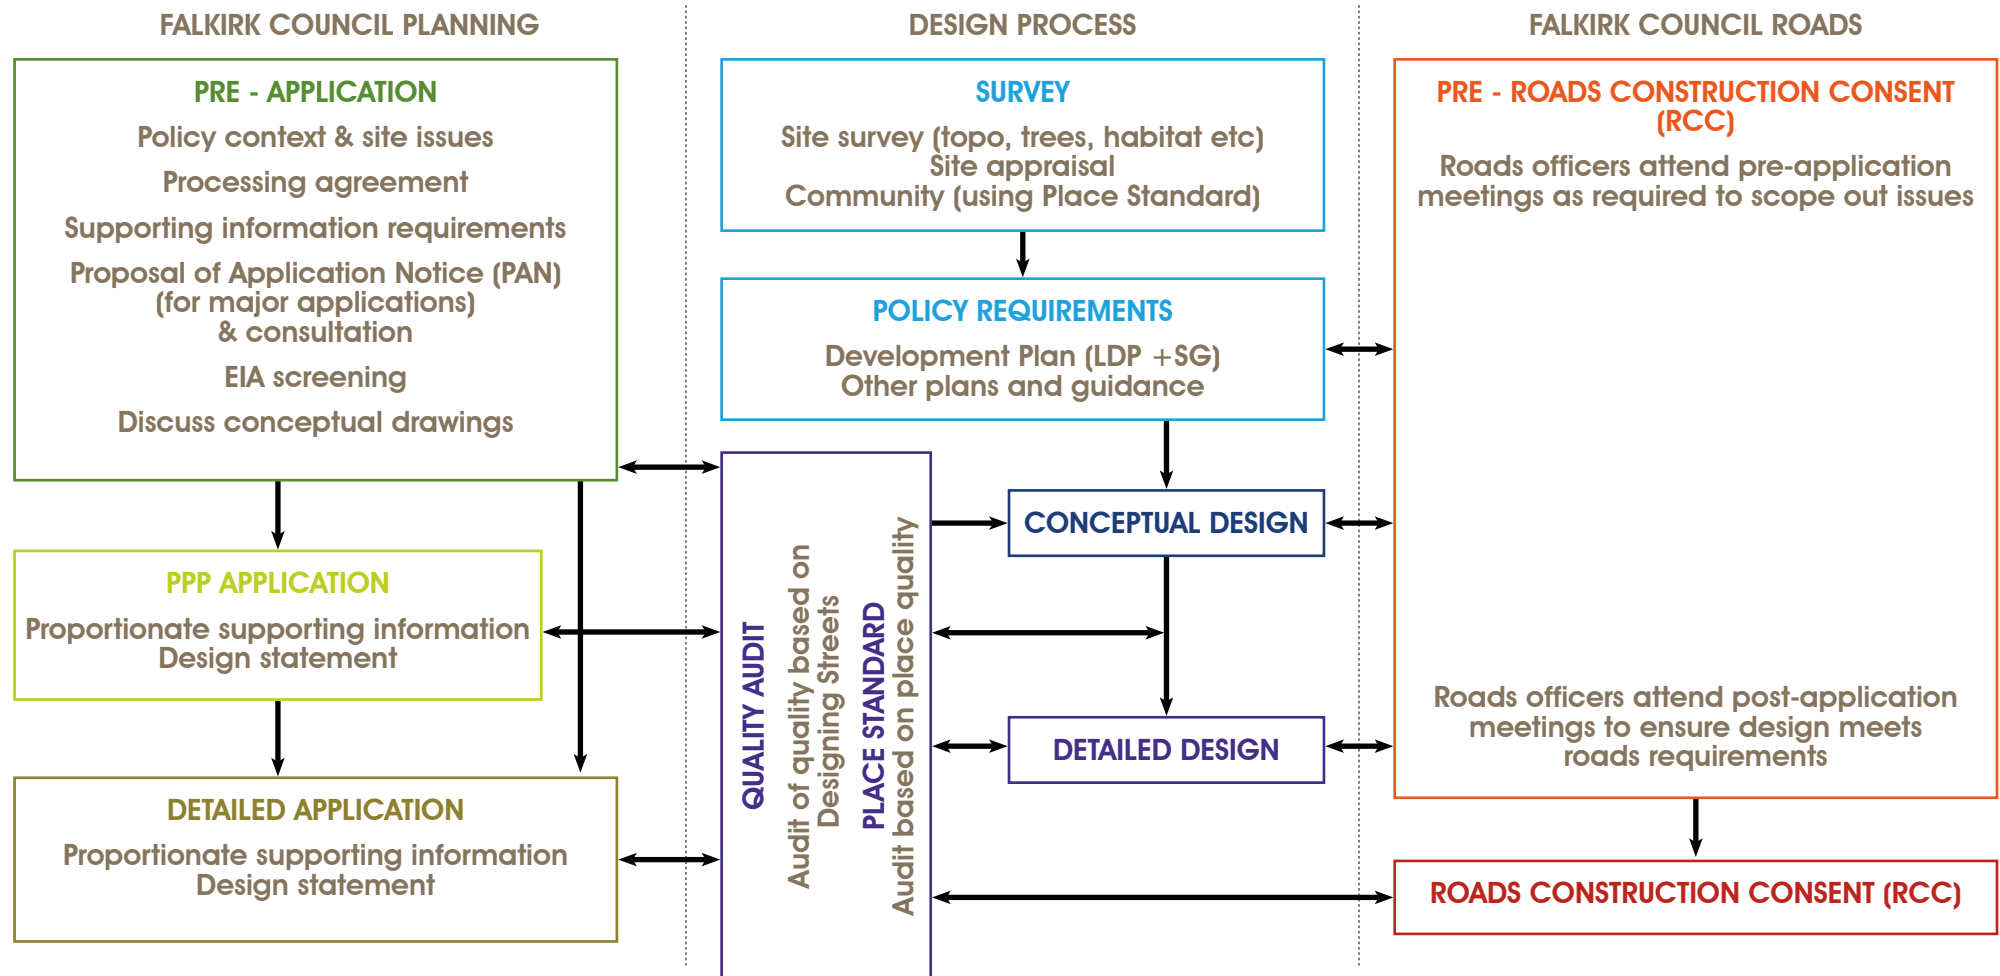 FALKIRK COUNCIL PLANNING
PRE - APPLICATION
Policy context & site issues
Processing agreement
Supporting information requirements
Proposal of Application Notice (PAN)
(for major applications)
& consultation
EIA screening
Discuss conceptual drawings
PPP APPLICATION
Proportionate supporting information
Design statement
DETAILED APPLICATION
Proportionate supporting information
Design statement
DESIGN PROCESS
SURVEY
Site survey (topo, trees, habitat etc)
Site appraisal
Community (using Place Standard)
POLICY REQUIREMENTS
Development Plan (LDP +SG)
Other plans and guidance
QUALITY AUDIT
Audit of quality based on
Designing Streets
PLACE STANDARD
Audit based on place quality
CONCEPTUAL DESIGN
DETAILED DESIGN
FALKIRK COUNCIL ROADS
PRE - ROADS CONSTRUCTION CONSENT
(RCC)
Roads officers attend pre-application
meetings as required to scope out issues
Roads officers attend post-application
meetings to ensure design meets
roads requirements
ROADS CONSTRUCTION CONSENT (RCC)